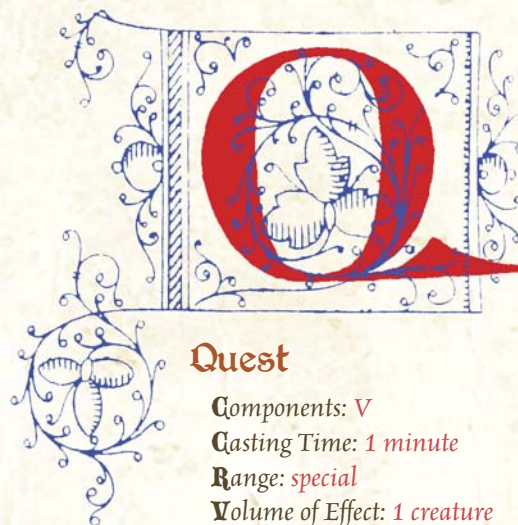 Q
Quest
Components: V
Casting Time: 1 minute
Range: special
Volume of Effect: 1 creature